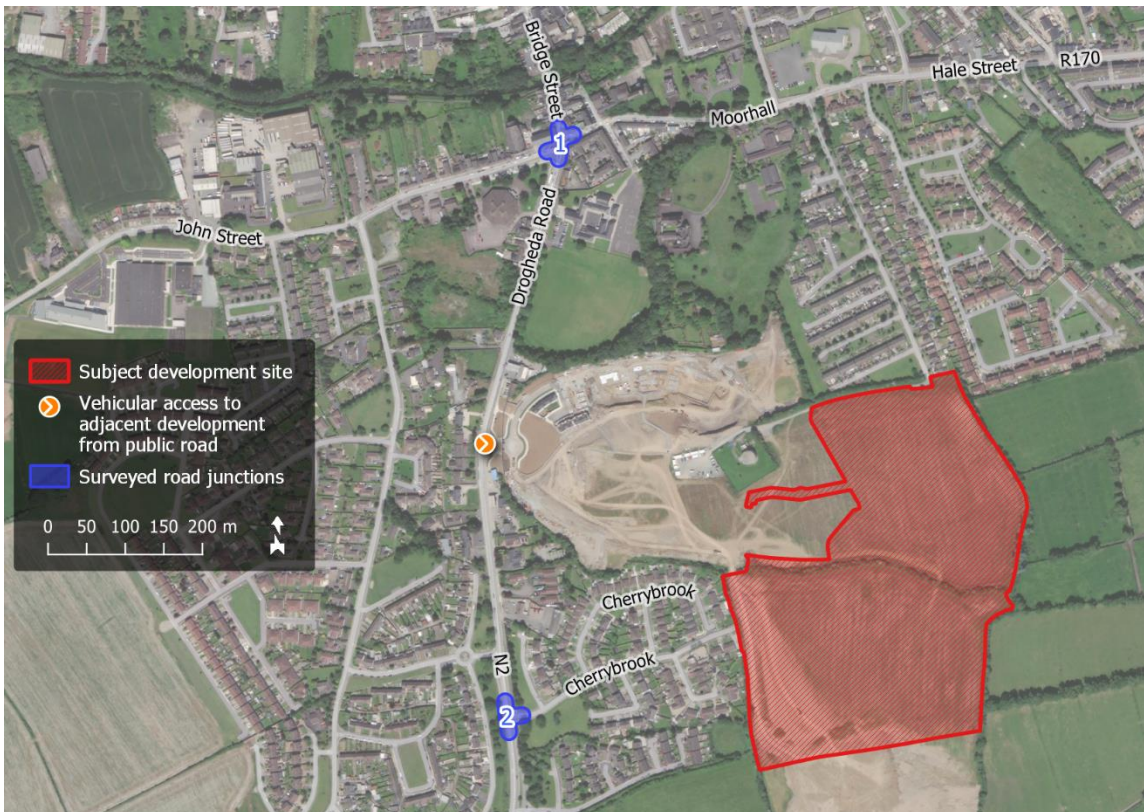 Bridge Street
Hale Street
R170
Moorhall
1
Drogheda Road
John Street
Subject development site
Vehicular access to
adjacent development
from public road
Surveyed road junctions
0 50 100 150 200 m
Cherrybrook
Cherrybrook
N2
2